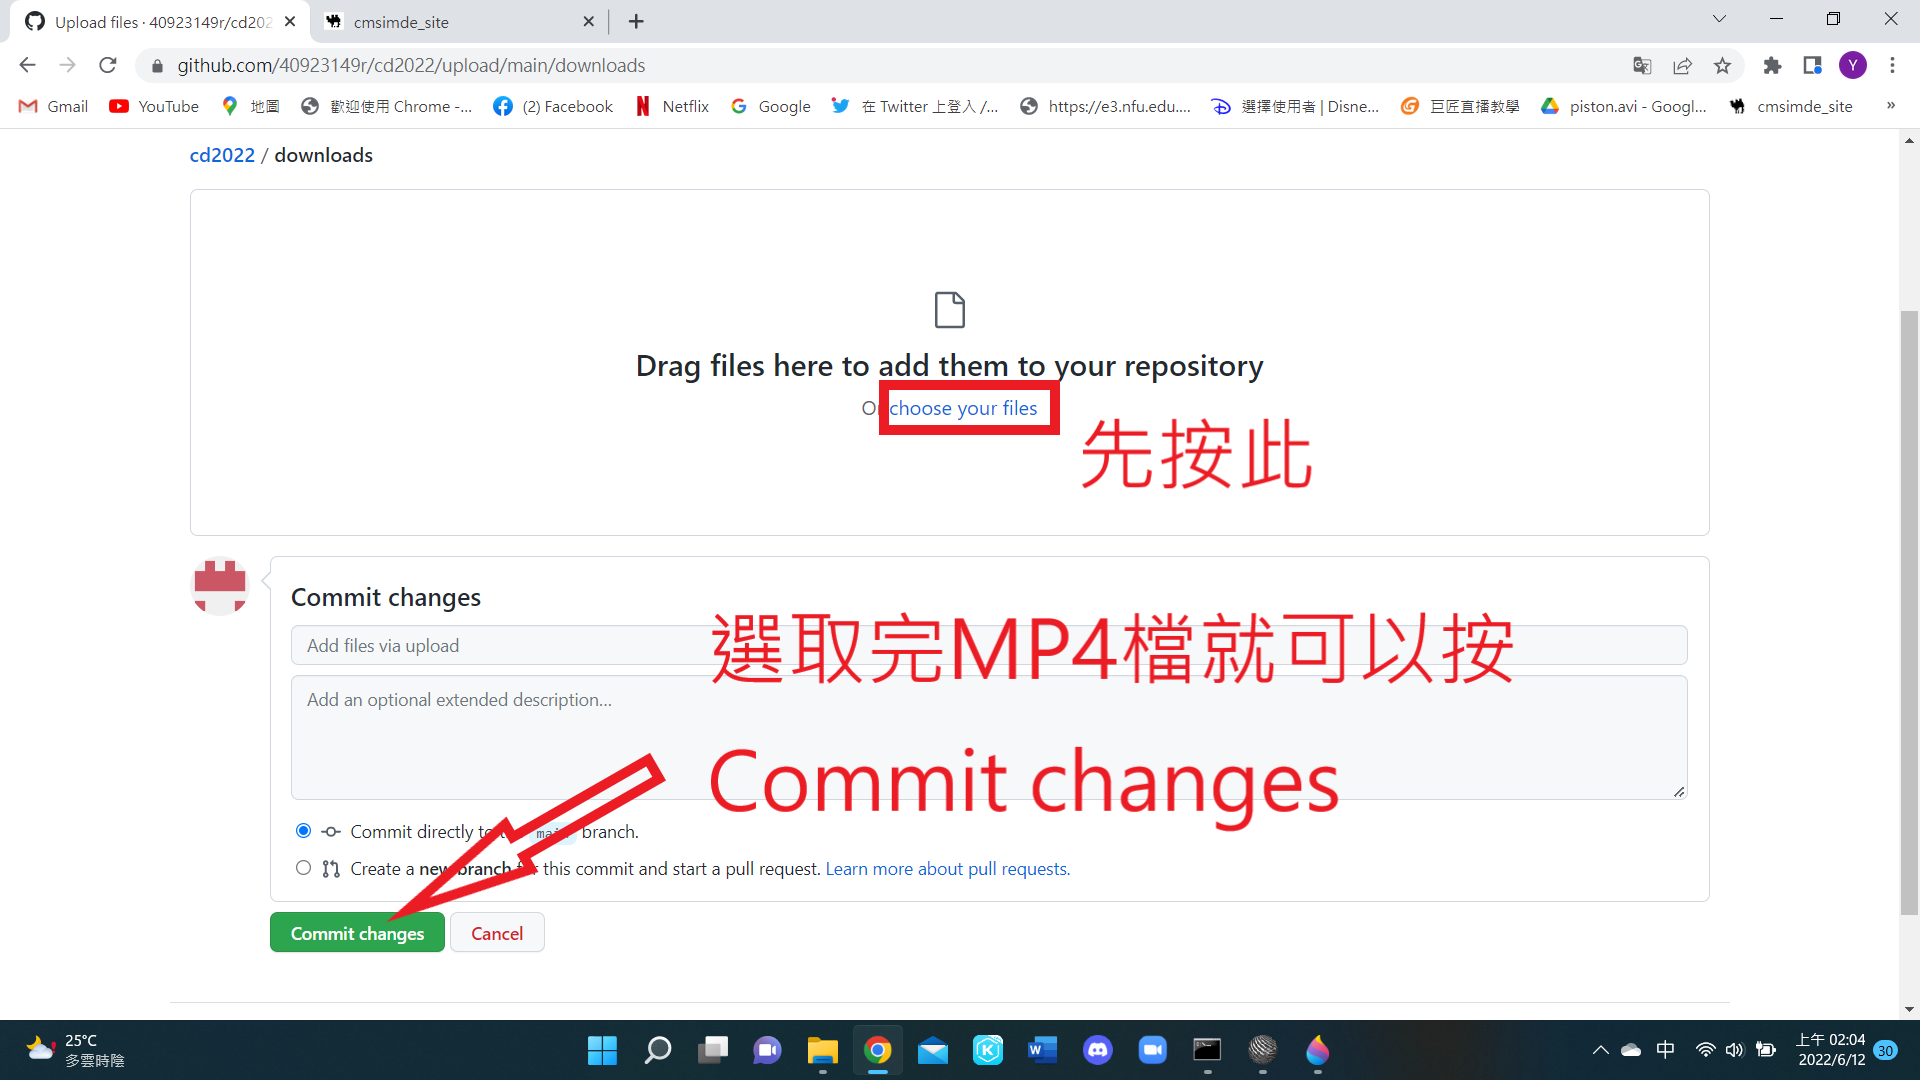 Upload files · 40923149r/cd202
cmsimde_site
github.com/40923149r/cd2022/upload/main/downloads
Y
Gmail
YouTube
地圖
歡迎使用 Chrome -...
(2) Facebook
Netflix
Google
在 Twitter 上登入 /...
https://e3.nfu.edu....
選擇使用者 | Disne...
巨匠直播教學
piston.avi - Googl...
cmsimde_site
»
cd2022 / downloads
Drag files here to add them to your repository
Or choose your files
先按此
Commit changes
Add files via upload
選取完MP4檔就可以按
Add an optional extended description...
Commit changes
Commit directly to the main branch.
Create a new branch for this commit and start a pull request. Learn more about pull requests.
Commit changes
Cancel
25°C
多雲時陰
中
上午 02:04
2022/6/12
30